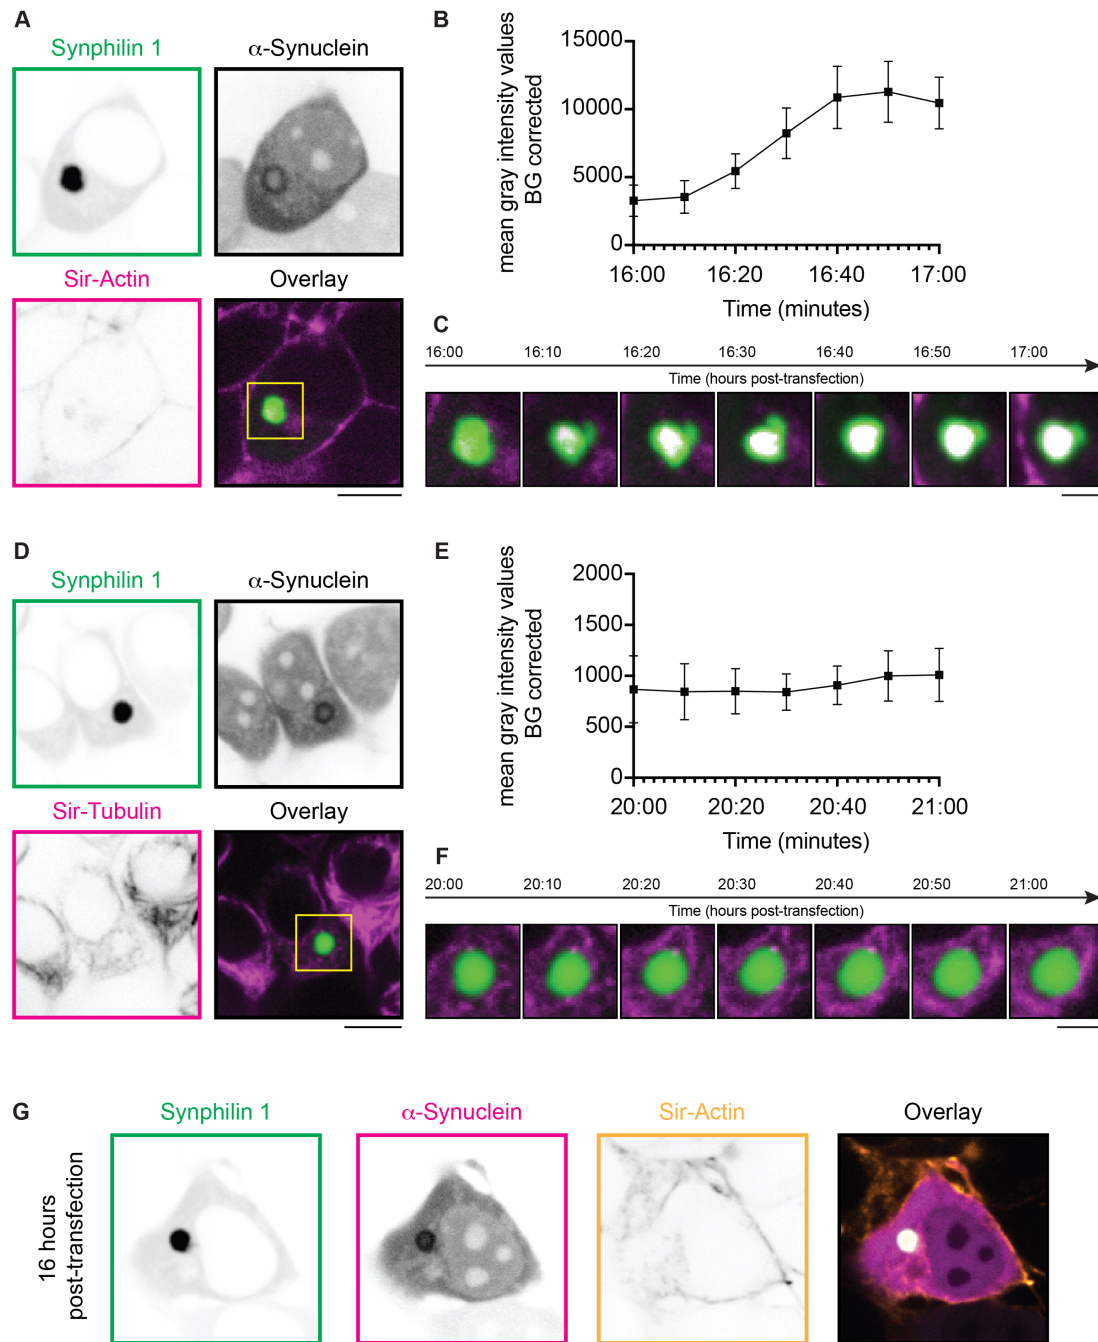 A
Synphilin 1
α-Synuclein
Sir-Actin
Overlay
B
mean gray intensity values
BG corrected
15000
10000
5000
0
16:00
16:20
16:40
17:00
Time (minutes)
C
16:00
16:10
16:20
16:30
16:40
16:50
17:00
Time (hours post-transfection)
D
Synphilin 1
α-Synuclein
Sir-Tubulin
Overlay
E
mean gray intensity values
BG corrected
2000
1500
1000
500
0
20:00
20:20
20:40
21:00
Time (minutes)
F
20:00
20:10
20:20
20:30
20:40
20:50
21:00
Time (hours post-transfection)
G
Synphilin 1
α-Synuclein
Sir-Actin
Overlay
16 hours
post-transfection